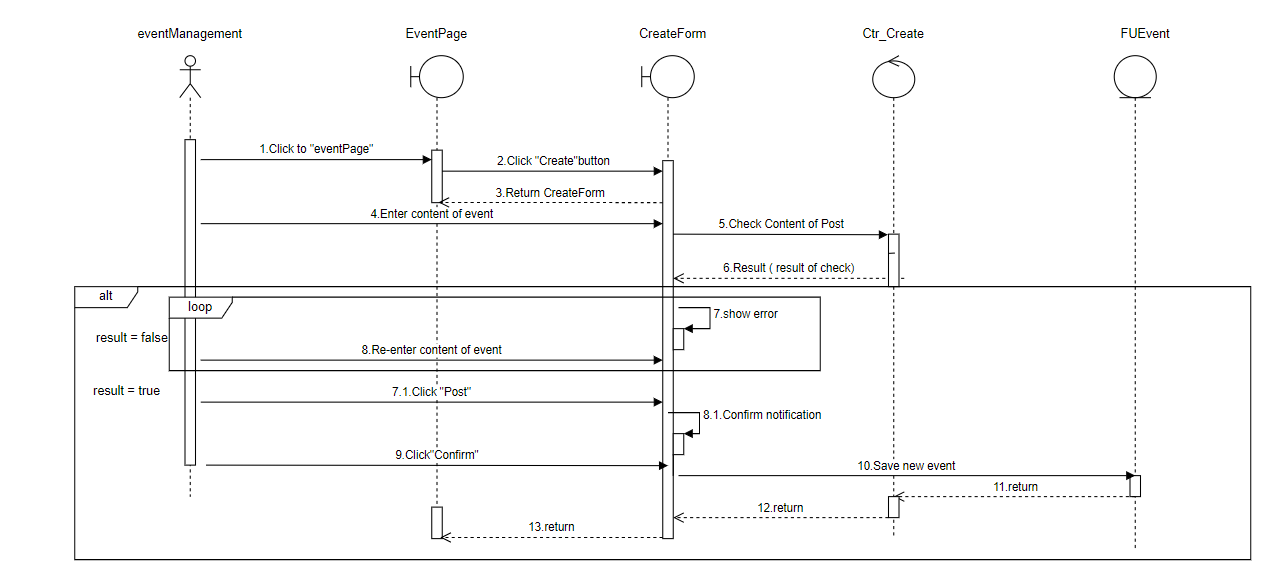 eventManagement
EventPage
CreateForm
Ctr_Create
FUEvent
1.Click to "eventPage"
2.Click "Create"button
3.Return CreateForm
4.Enter content of event
5.Check Content of Post
6.Result ( result of check)
alt
loop
7.show error
result = false
8.Re-enter content of event
result = true
7.1.Click "Post"
8.1.Confirm notification
9.Click"Confirm"
10.Save new event
11.return
12.return
13.return